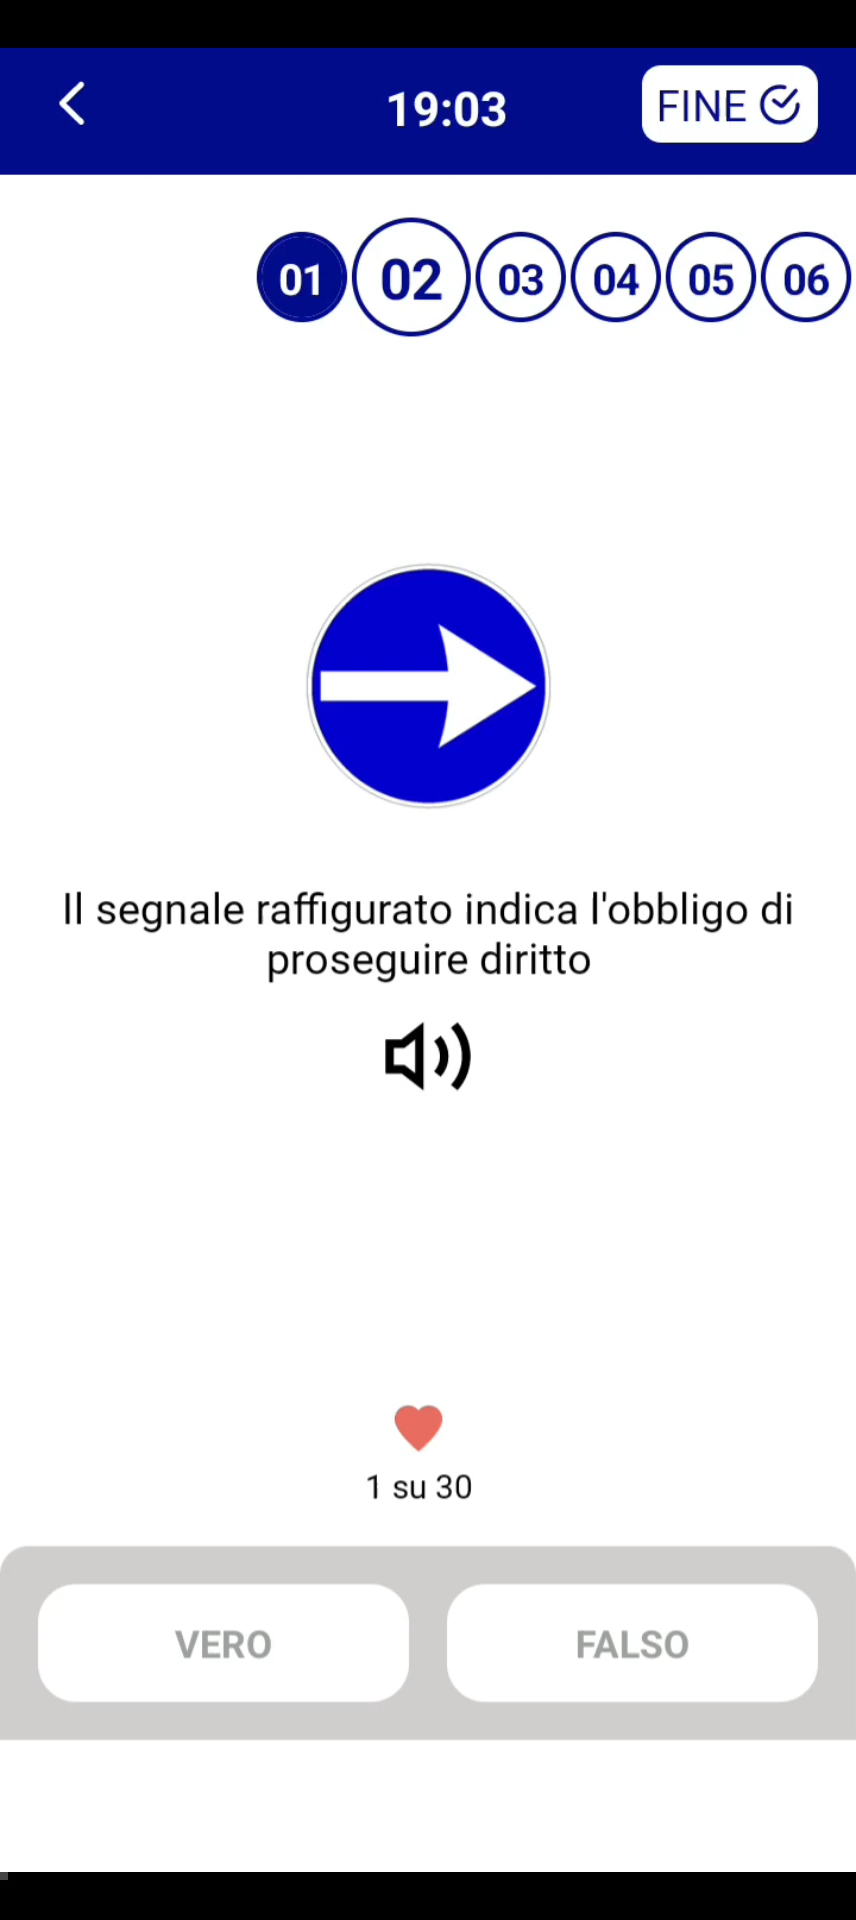 19:03
FINE
01 02 03 04 05 06
Il segnale raffigurato indica l'obbligo di
proseguire diritto
1 su 30
VERO
FALSO